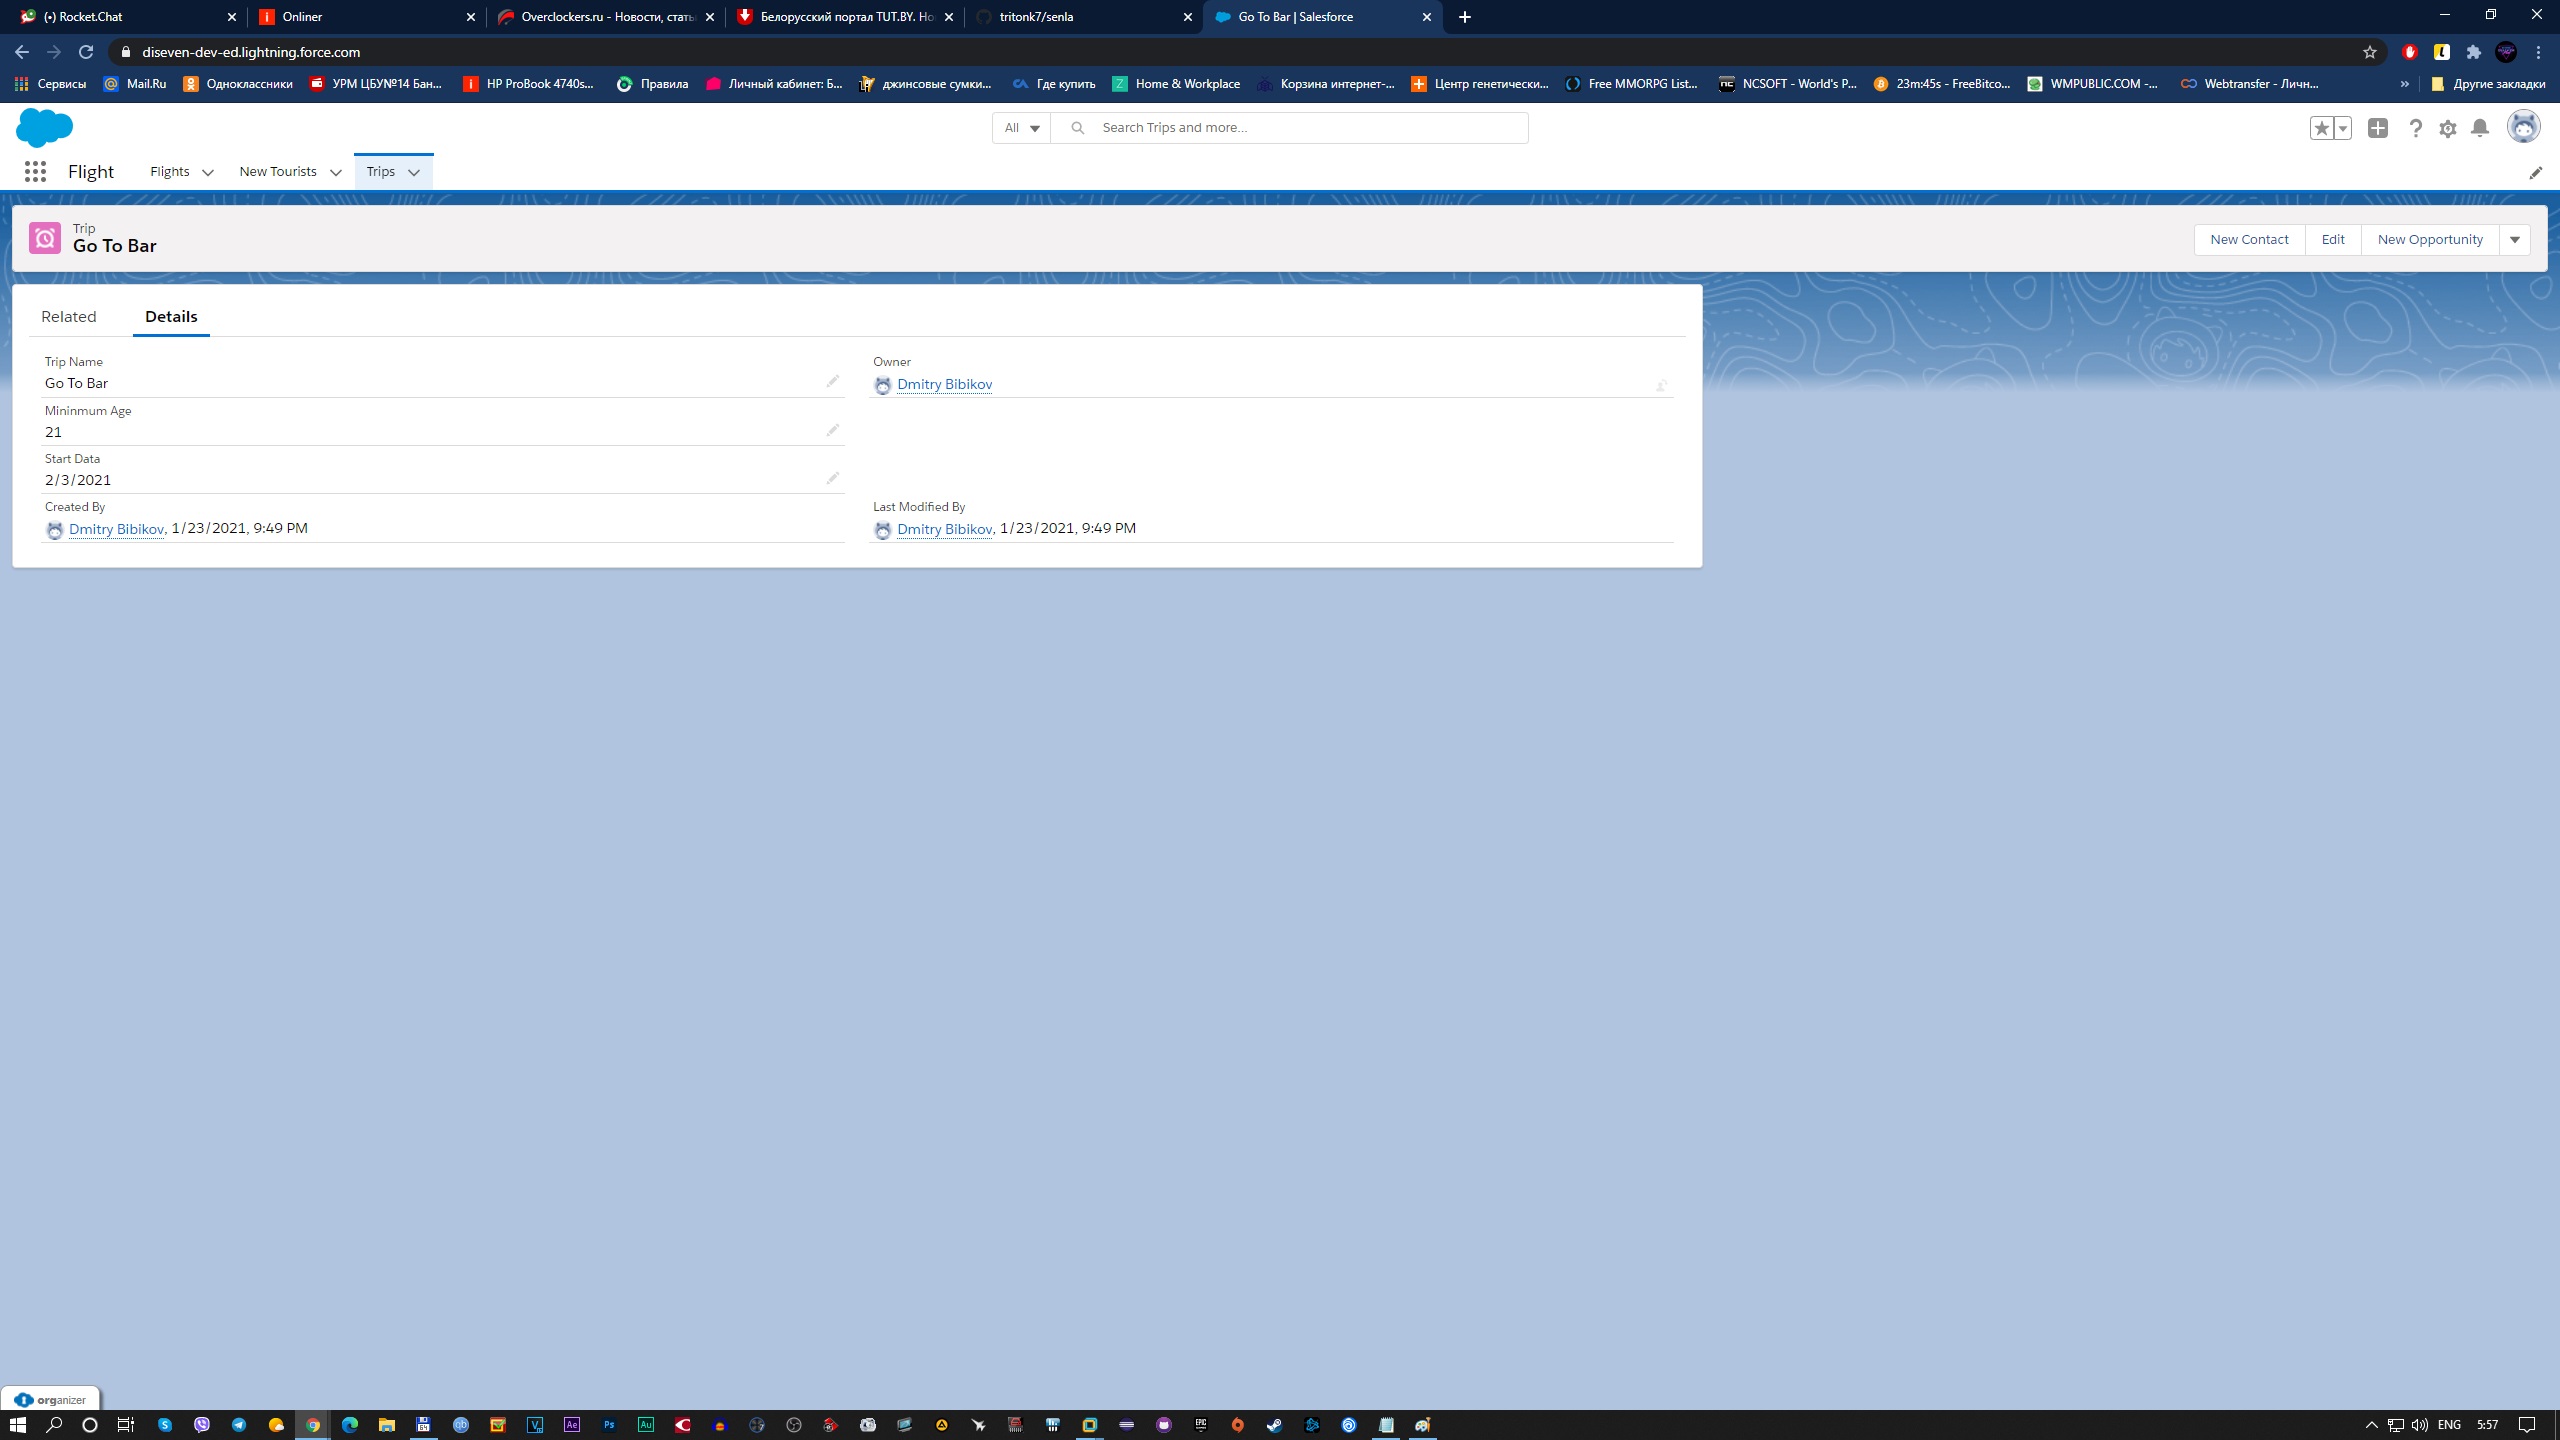 (•) Rocket.Chat
Onliner
Overclockers.ru - Новости, стать
Белорусский портал TUT.BY. Но
tritonk7/senla
Go To Bar | Salesforce
diseven-dev-ed.lightning.force.com
Сервисы
Mail.Ru
Одноклассники
УРМ ЦБУ№14 Бан...
HP ProBook 4740s...
Правила
Личный кабинет: Б...
джинсовые сумки...
Где купить
Home & Workplace
Корзина интернет-...
Центр генетически...
Free MMORPG List...
NCSOFT - World's P...
23m:45s - FreeBitco...
WMPUBLIC.COM -...
Webtransfer - Личн...
»
Другие закладки
All
Search Trips and more...
Flight
Flights
New Tourists
Trips
Trip
Go To Bar
New Contact
Edit
New Opportunity
Related
Details
Trip Name
Go To Bar
Owner
Dmitry Bibikov
Mininmum Age
21
Start Data
2/3/2021
Created By
Dmitry Bibikov, 1/23/2021, 9:49 PM
Last Modified By
Dmitry Bibikov, 1/23/2021, 9:49 PM
organizer
ENG
5:57